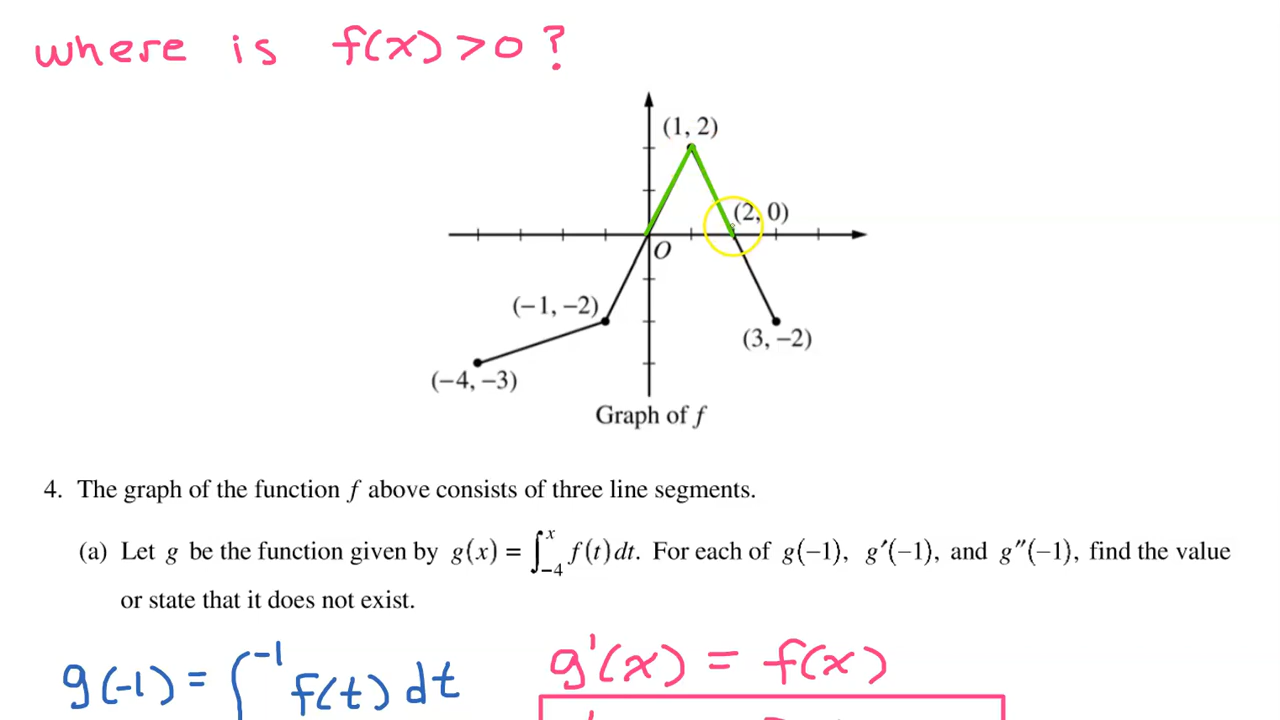 where is f(x) > 0 ?
(1, 2)
(2, 0)
O
(−1, −2)
(3, −2)
(−4, −3)
Graph of f
4. The graph of the function f above consists of three line segments.
(a) Let g be the function given by g(x) = ∫_{−4}^{x} f(t) dt. For each of g(−1), g′(−1), and g″(−1), find the value
or state that it does not exist.
g'(x) = f(x)
g(-1) = ∫^{-1} f(t) dt